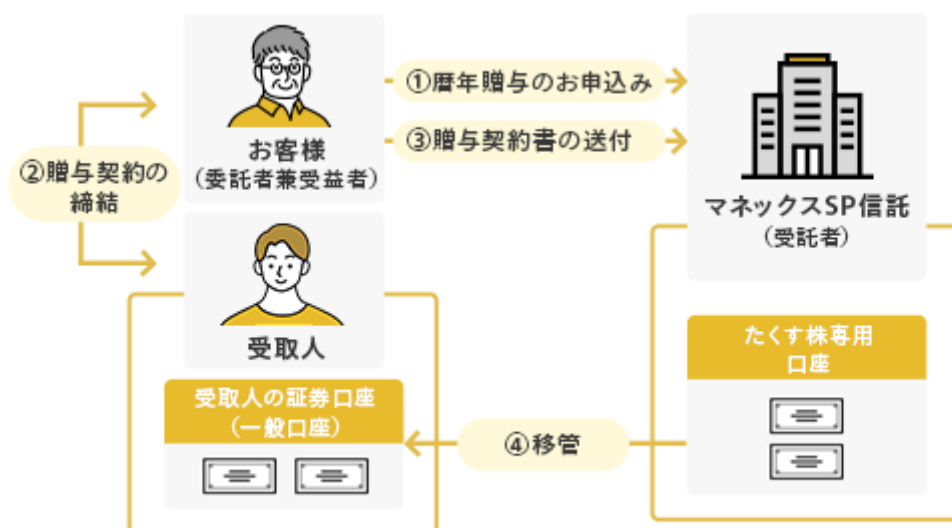 ①暦年贈与のお申込み
お客様
（委託者兼受益者）
③贈与契約書の送付
②贈与契約の
締結
マネックスSP信託
（受託者）
受取人
受取人の証券口座
（一般口座）
④移管
たくす株専用
口座